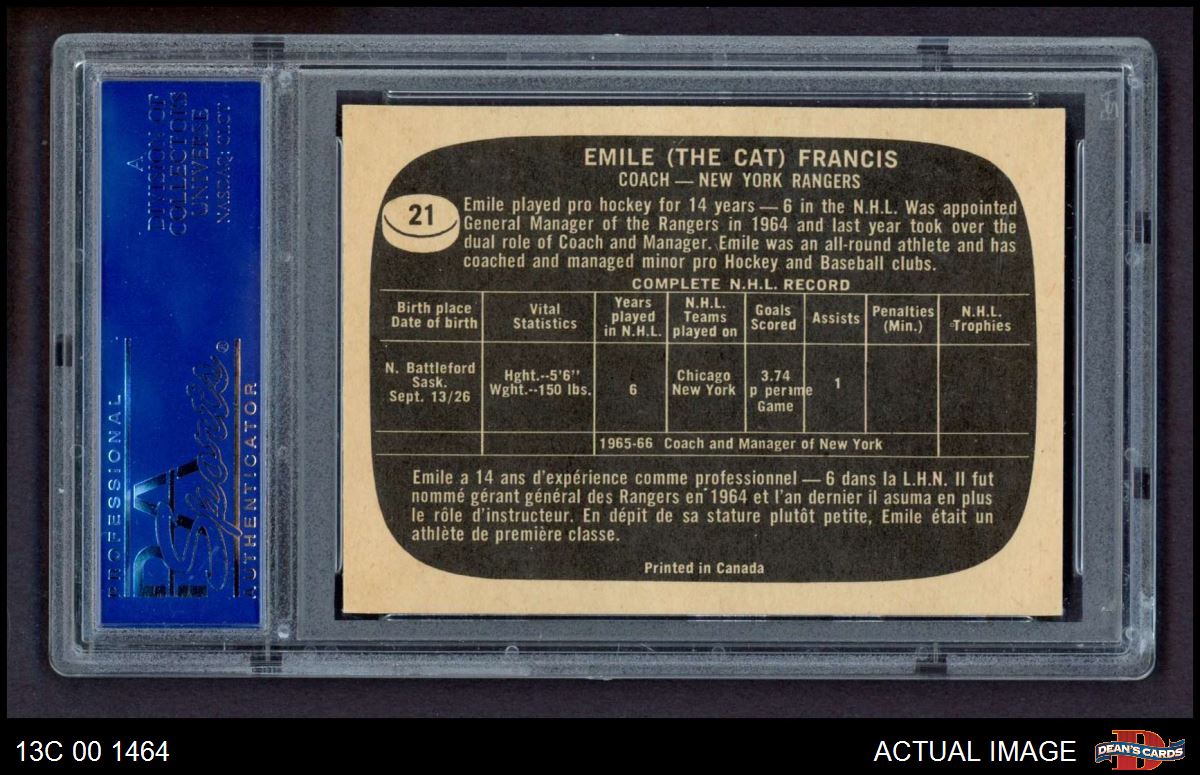 A
DIVISION OF
COLLECTORS
UNIVERSE
NASDAQ: CLCT
PROFESSIONAL
PSA
Sports®
AUTHENTICATOR
EMILE (THE CAT) FRANCIS
COACH — NEW YORK RANGERS
21
Emile played pro hockey for 14 years — 6 in the N.H.L. Was appointed
General Manager of the Rangers in 1964 and last year took over the
dual role of Coach and Manager. Emile was an all-round athlete and has
coached and managed minor pro Hockey and Baseball clubs.
COMPLETE N.H.L. RECORD
Birth place
Date of birth
Vital
Statistics
Years
played
in N.H.L.
N.H.L.
Teams
played on
Goals
Scored
Assists
Penalties
(Min.)
N.H.L.
Trophies
N. Battleford
Sask.
Sept. 13/26
Hght.--5'6"
Wght.--150 lbs.
6
Chicago
New York
3.74
p perıme
Game
1
1965-66 Coach and Manager of New York
Emile a 14 ans d'expérience comme professionnel — 6 dans la L.H.N. Il fut
nommé gérant général des Rangers en 1964 et l'an dernier il asuma en plus
le rôle d'instructeur. En dépit de sa stature plutôt petite, Emile était un
athlète de première classe.
Printed in Canada
13C 00 1464
ACTUAL IMAGE
D
DEAN'S CARDS